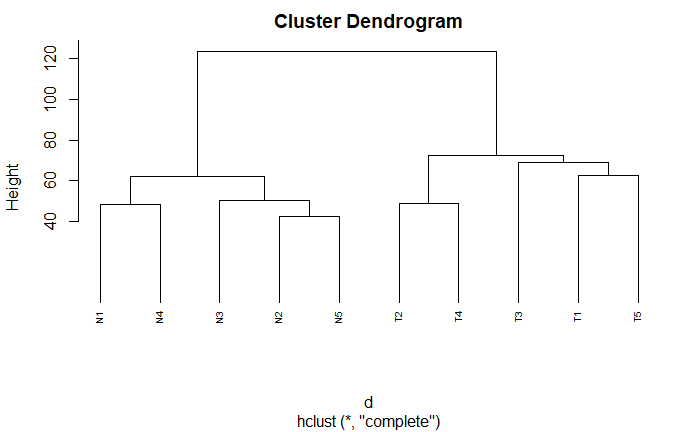 Cluster Dendrogram
Height
120
100
80
60
40
N1 N4 N3 N2 N5 T2 T4 T3 T1 T5
d
hclust (*, "complete")